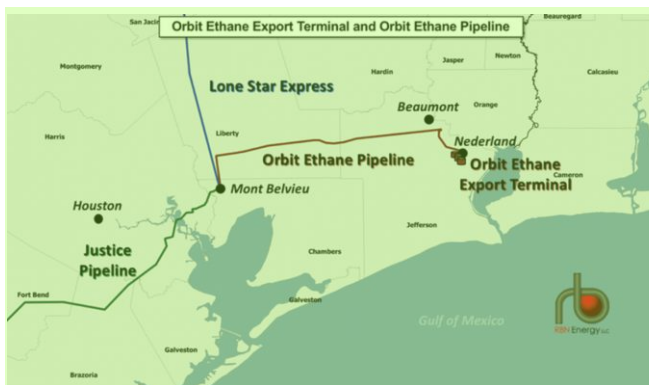 San Jacin
Orbit Ethane Export Terminal and Orbit Ethane Pipeline
Beauregard
Montgomery
Lone Star Express
Hardin
Jasper
Newton
Calcasieu
Beaumont
Orange
Harris
Liberty
Nederland
Orbit Ethane Pipeline
Orbit Ethane
Export Terminal
Cameron
Mont Belvieu
Houston
Jefferson
Justice
Pipeline
Chambers
Fort Bend
Galveston
Gulf of Mexico
RBN Energy LLC
Galveston
Brazoria